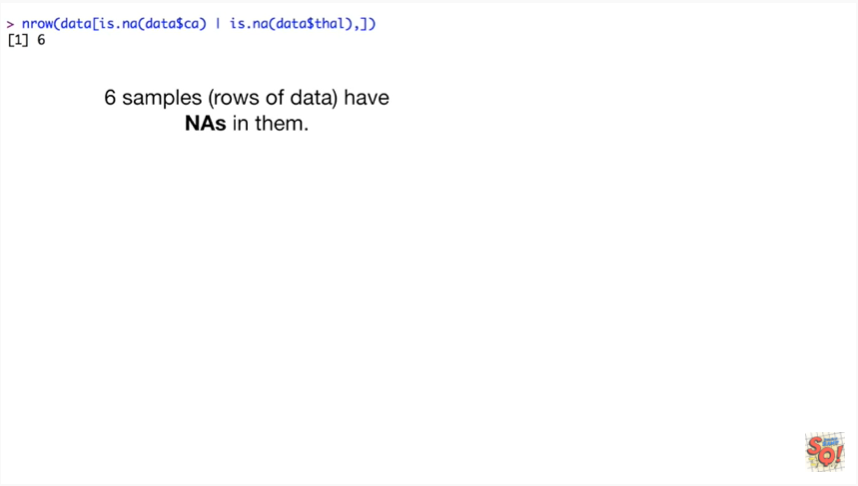 > nrow(data[is.na(data$ca) | is.na(data$thal),])
[1] 6
6 samples (rows of data) have
NAs in them.
SQ!